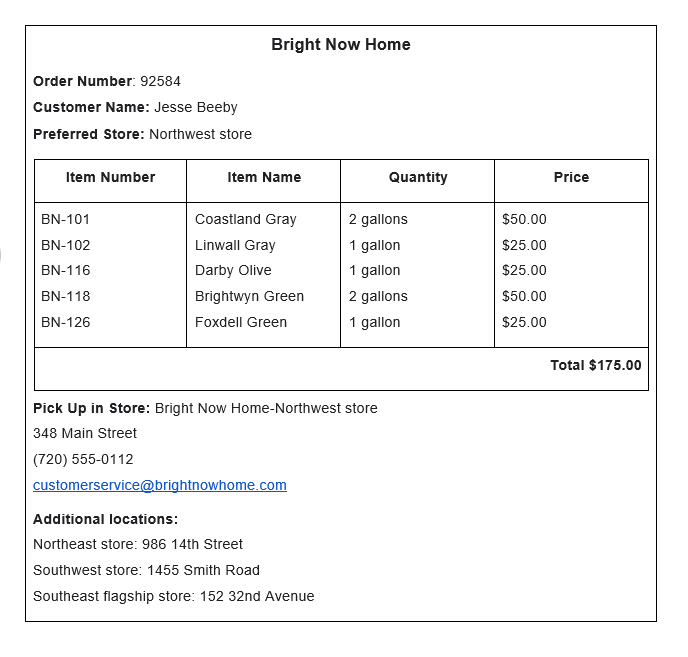 Bright Now Home
Order Number: 92584
Customer Name: Jesse Beeby
Preferred Store: Northwest store
Item Number Item Name Quantity Price
BN-101 Coastland Gray 2 gallons $50.00
BN-102 Linwall Gray 1 gallon $25.00
BN-116 Darby Olive 1 gallon $25.00
BN-118 Brightwyn Green 2 gallons $50.00
BN-126 Foxdell Green 1 gallon $25.00
Total $175.00
Pick Up in Store: Bright Now Home-Northwest store
348 Main Street
(720) 555-0112
customerservice@brightnowhome.com
Additional locations:
Northeast store: 986 14th Street
Southwest store: 1455 Smith Road
Southeast flagship store: 152 32nd Avenue